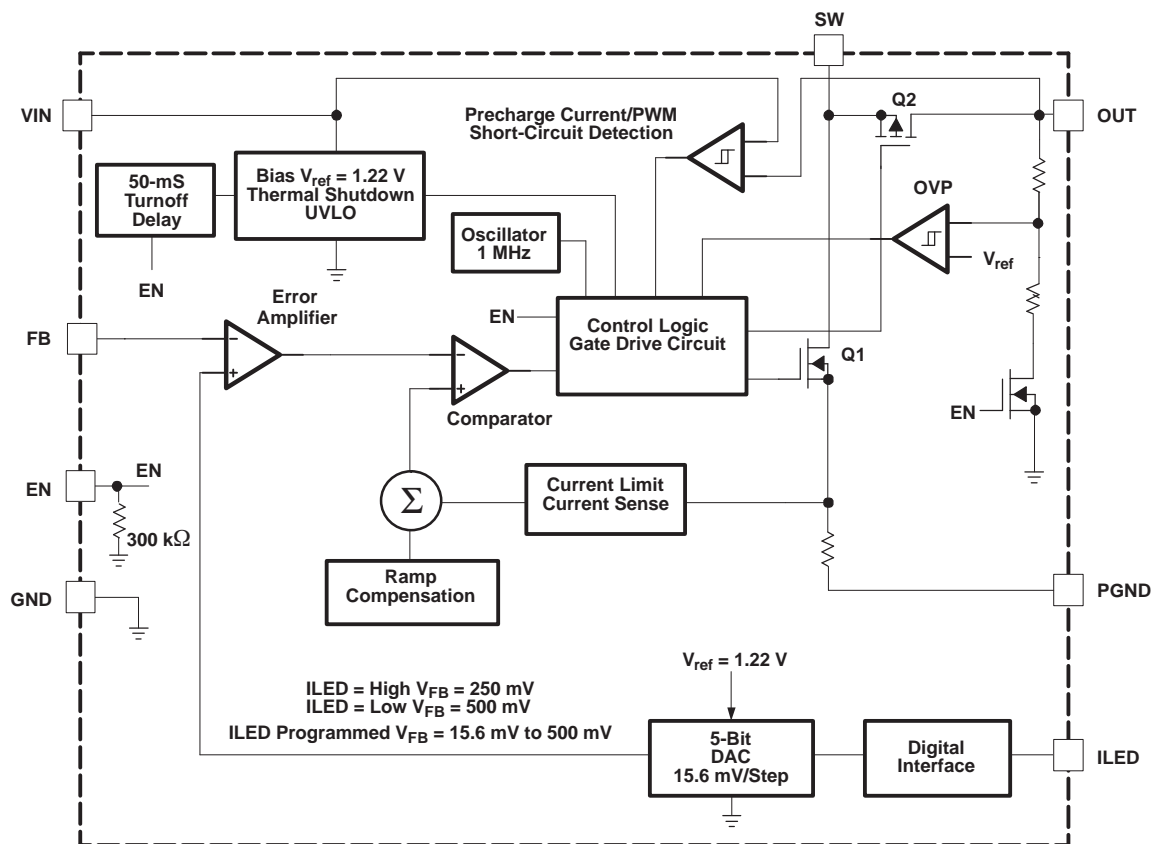 SW
VIN
Precharge Current/PWM
Short-Circuit Detection
Q2
OUT
50-mS
Turnoff
Delay
Bias Vref = 1.22 V
Thermal Shutdown
UVLO
OVP
Oscillator
1 MHz
Vref
EN
Error
Amplifier
FB
−
+
EN
Control Logic
Gate Drive Circuit
−
+
Comparator
Q1
EN
EN
EN
300 kΩ
Σ
Current Limit
Current Sense
Ramp
Compensation
GND
PGND
Vref = 1.22 V
ILED = High VFB = 250 mV
ILED = Low VFB = 500 mV
ILED Programmed VFB = 15.6 mV to 500 mV
5-Bit
DAC
15.6 mV/Step
Digital
Interface
ILED